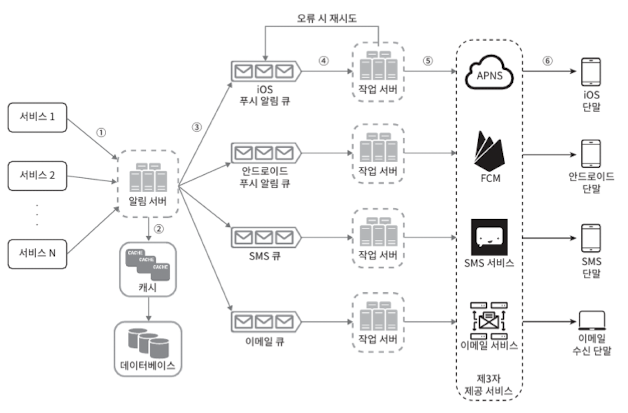 오류 시 재시도
④
⑤
⑥
APNS
iOS
푸시 알림 큐
작업 서버
iOS
단말
서비스 1
①
③
안드로이드
푸시 알림 큐
작업 서버
FCM
안드로이드
단말
서비스 2
알림 서버
②
서비스 N
CACHE
CACHE
CACHE
캐시
데이터베이스
SMS 큐
작업 서버
SMS 서비스
SMS
단말
이메일 큐
작업 서버
이메일 서비스
이메일
수신 단말
제3자
제공 서비스